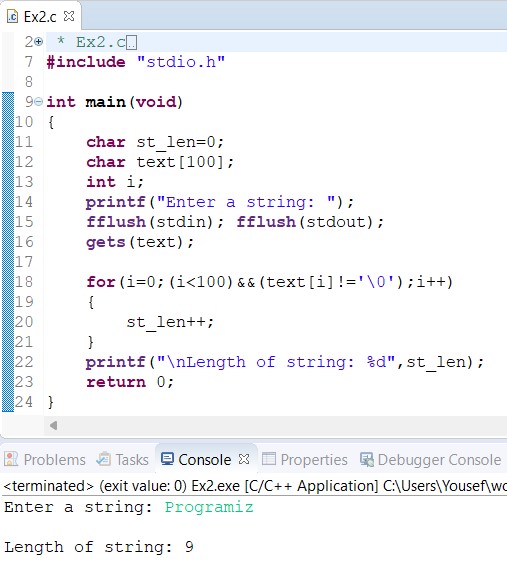 Ex2.c
2 * Ex2.c
7 #include "stdio.h"
8
9 int main(void)
10 {
11     char st_len=0;
12     char text[100];
13     int i;
14     printf("Enter a string: ");
15     fflush(stdin); fflush(stdout);
16     gets(text);
17
18     for(i=0;(i<100)&&(text[i]!='\0');i++)
19     {
20         st_len++;
21     }
22     printf("\nLength of string: %d",st_len);
23     return 0;
24 }
Problems Tasks Console Properties Debugger Console
<terminated> (exit value: 0) Ex2.exe [C/C++ Application] C:\Users\Yousef\wo
Enter a string: Programiz

Length of string: 9